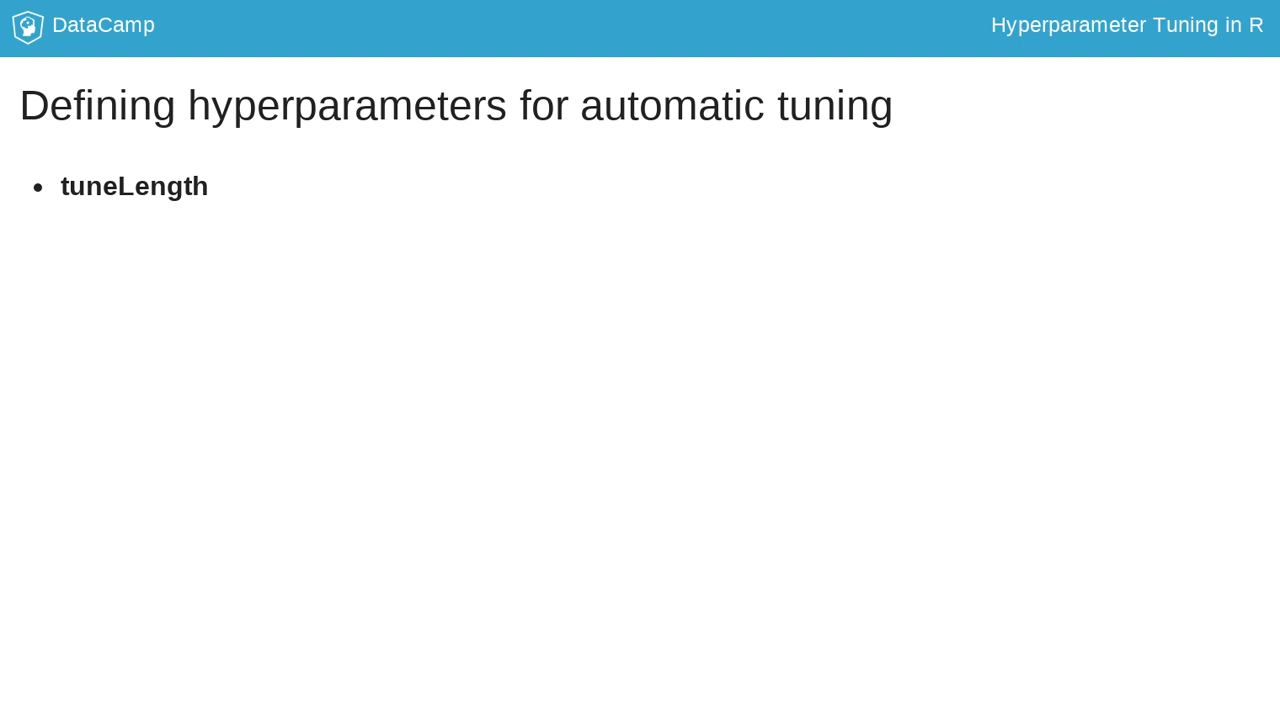 DataCamp
Hyperparameter Tuning in R
Defining hyperparameters for automatic tuning
• tuneLength